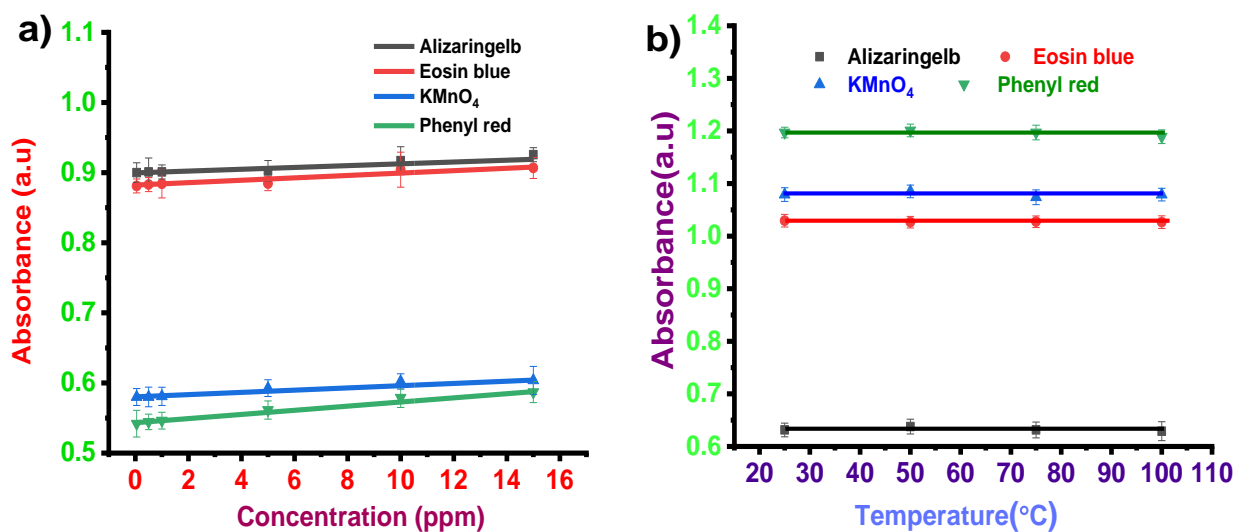 a)
Alizaringelb
Eosin blue
KMnO₄
Phenyl red
1.1
1.0
0.9
0.8
0.7
0.6
0.5
0 2 4 6 8 10 12 14 16
Absorbance (a.u)
Concentration (ppm)
b)
Alizaringelb Eosin blue
KMnO₄ Phenyl red
1.4
1.3
1.2
1.1
1.0
0.9
0.8
0.7
0.6
20 30 40 50 60 70 80 90 100 110
Absorbance(a.u)
Temperature(°C)